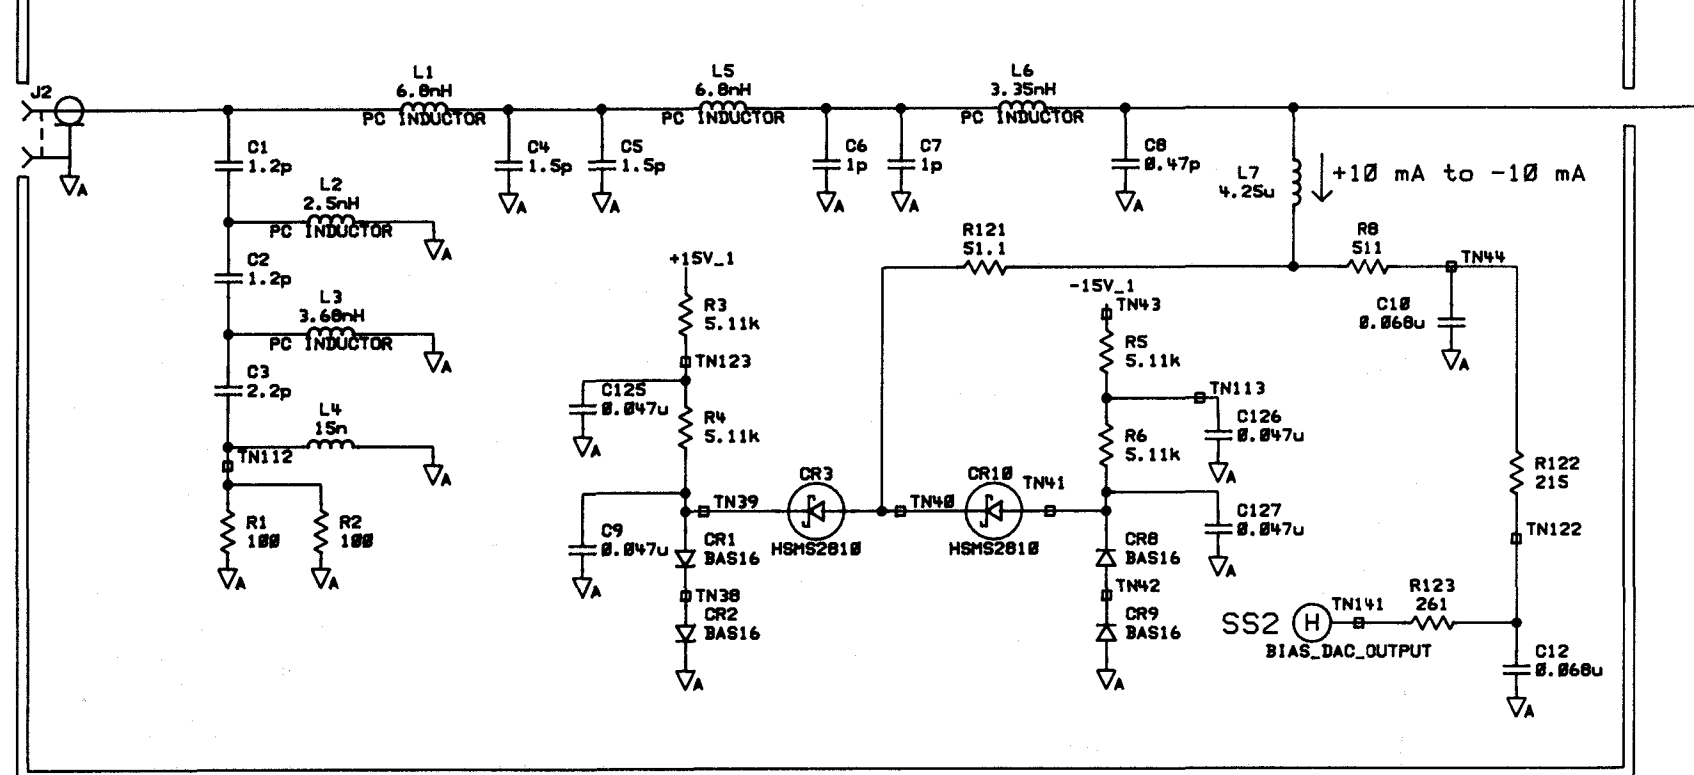 J2
L1
6.8nH
PC INDUCTOR
L5
6.8nH
PC INDUCTOR
L6
3.35nH
PC INDUCTOR
C1
1.2p
C4
1.5p
C5
1.5p
C6
1p
C7
1p
C8
0.47p
L7
4.25u
+10 mA to -10 mA
A
A
A
A
A
A
L2
2.5nH
PC INDUCTOR
A
C2
1.2p
L3
3.68nH
PC INDUCTOR
A
C3
2.2p
L4
15n
A
TN112
R1
100
R2
100
A
A
+15V_1
R3
5.11k
TN123
C125
0.047u
A
R4
5.11k
C9
0.047u
A
TN39
CR1
BAS16
TN38
CR2
BAS16
A
CR3
HSMS2810
R121
51.1
TN40
CR10
HSMS2810
TN41
-15V_1
TN43
R5
5.11k
TN113
C126
0.047u
A
R6
5.11k
C127
0.047u
A
CR8
BAS16
TN42
CR9
BAS16
A
R8
511
TN44
C10
0.068u
A
R122
215
TN122
SS2
H
TN141
R123
261
BIAS_DAC_OUTPUT
C12
0.068u
A